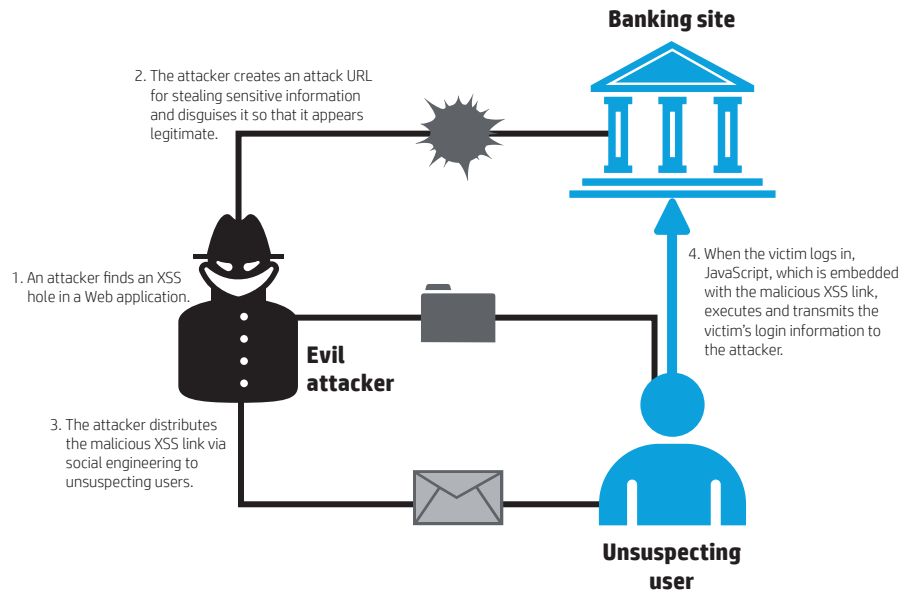 Banking site
2. The attacker creates an attack URL
for stealing sensitive information
and disguises it so that it appears
legitimate.
1. An attacker finds an XSS
hole in a Web application.
4. When the victim logs in,
JavaScript, which is embedded
with the malicious XSS link,
executes and transmits the
victim's login information to
the attacker.
Evil
attacker
3. The attacker distributes
the malicious XSS link via
social engineering to
unsuspecting users.
Unsuspecting
user